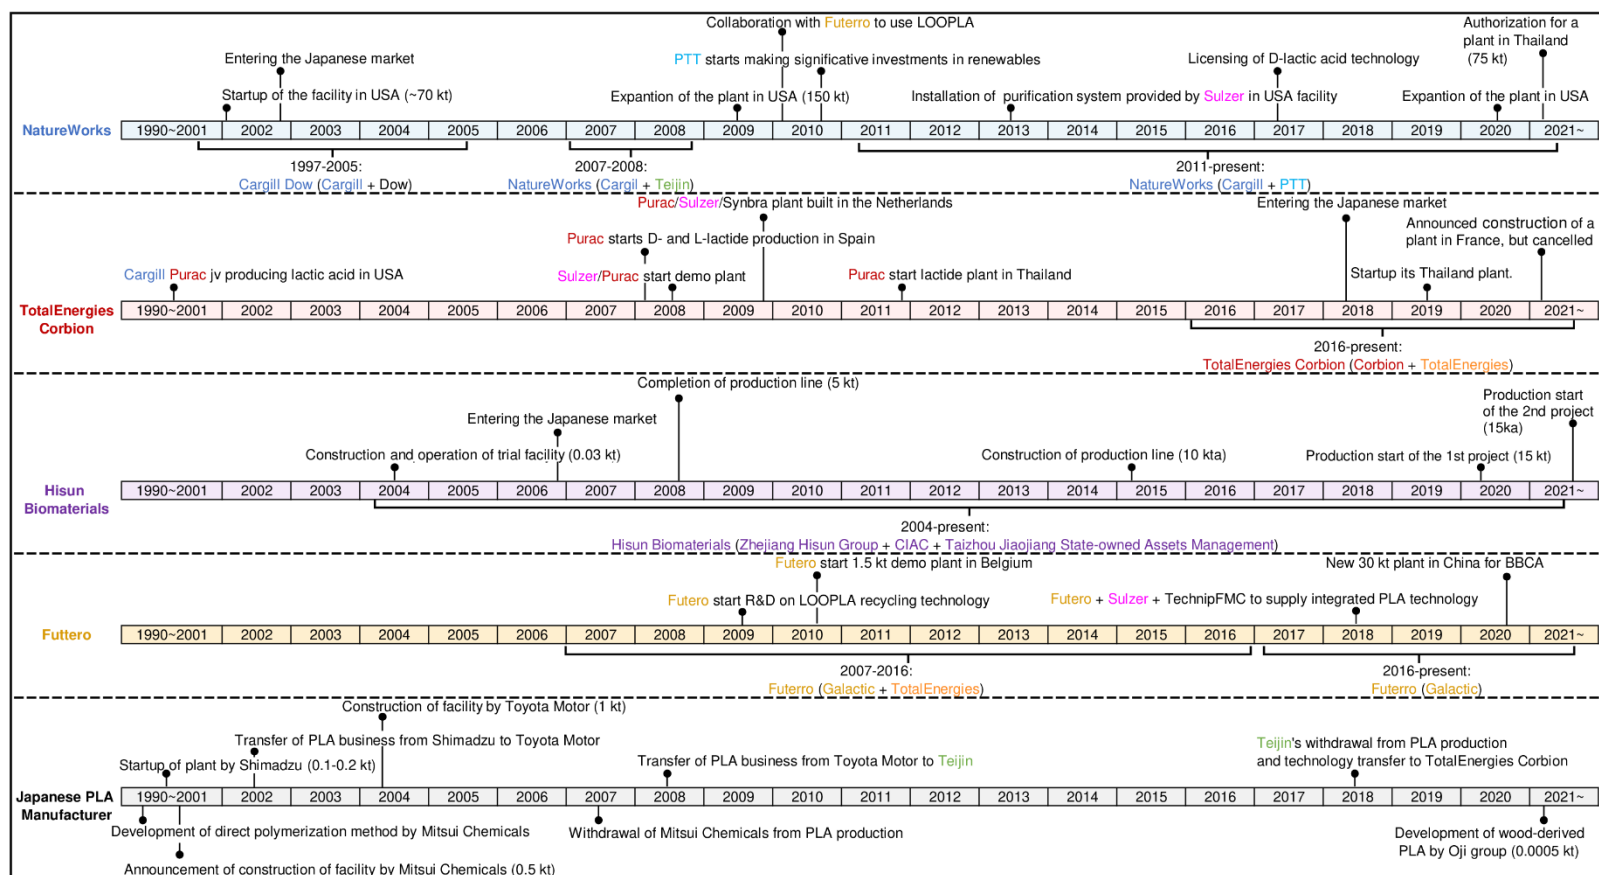 Collaboration with Futerro to use LOOPLA
Authorization for a
plant in Thailand
(75 kt)
Entering the Japanese market
PTT starts making significative investments in renewables
Licensing of D-lactic acid technology
Startup of the facility in USA (~70 kt)
Expantion of the plant in USA (150 kt)
Installation of purification system provided by Sulzer in USA facility
Expantion of the plant in USA
NatureWorks
1990~2001 2002 2003 2004 2005 2006 2007 2008 2009 2010 2011 2012 2013 2014 2015 2016 2017 2018 2019 2020 2021~
1997-2005:
Cargill Dow (Cargill + Dow)
2007-2008:
NatureWorks (Cargil + Teijin)
2011-present:
NatureWorks (Cargill + PTT)
Purac/Sulzer/Synbra plant built in the Netherlands
Entering the Japanese market
Announced construction of a
plant in France, but cancelled
Purac starts D- and L-lactide production in Spain
Cargill Purac jv producing lactic acid in USA
Sulzer/Purac start demo plant
Purac start lactide plant in Thailand
Startup its Thailand plant.
TotalEnergies
Corbion
1990~2001 2002 2003 2004 2005 2006 2007 2008 2009 2010 2011 2012 2013 2014 2015 2016 2017 2018 2019 2020 2021~
2016-present:
TotalEnergies Corbion (Corbion + TotalEnergies)
Completion of production line (5 kt)
Production start
of the 2nd project
(15ka)
Entering the Japanese market
Construction and operation of trial facility (0.03 kt)
Construction of production line (10 kta)
Production start of the 1st project (15 kt)
Hisun
Biomaterials
1990~2001 2002 2003 2004 2005 2006 2007 2008 2009 2010 2011 2012 2013 2014 2015 2016 2017 2018 2019 2020 2021~
2004-present:
Hisun Biomaterials (Zhejiang Hisun Group + CIAC + Taizhou Jiaojiang State-owned Assets Management)
Futero start 1.5 kt demo plant in Belgium
New 30 kt plant in China for BBCA
Futero start R&D on LOOPLA recycling technology
Futero + Sulzer + TechnipFMC to supply integrated PLA technology
Futtero
1990~2001 2002 2003 2004 2005 2006 2007 2008 2009 2010 2011 2012 2013 2014 2015 2016 2017 2018 2019 2020 2021~
2007-2016:
Futerro (Galactic + TotalEnergies)
2016-present:
Futerro (Galactic)
Construction of facility by Toyota Motor (1 kt)
Transfer of PLA business from Shimadzu to Toyota Motor
Startup of plant by Shimadzu (0.1-0.2 kt)
Transfer of PLA business from Toyota Motor to Teijin
Teijin's withdrawal from PLA production
and technology transfer to TotalEnergies Corbion
Japanese PLA
Manufacturer
1990~2001 2002 2003 2004 2005 2006 2007 2008 2009 2010 2011 2012 2013 2014 2015 2016 2017 2018 2019 2020 2021~
Development of direct polymerization method by Mitsui Chemicals
Withdrawal of Mitsui Chemicals from PLA production
Development of wood-derived
PLA by Oji group (0.0005 kt)
Announcement of construction of facility by Mitsui Chemicals (0.5 kt)